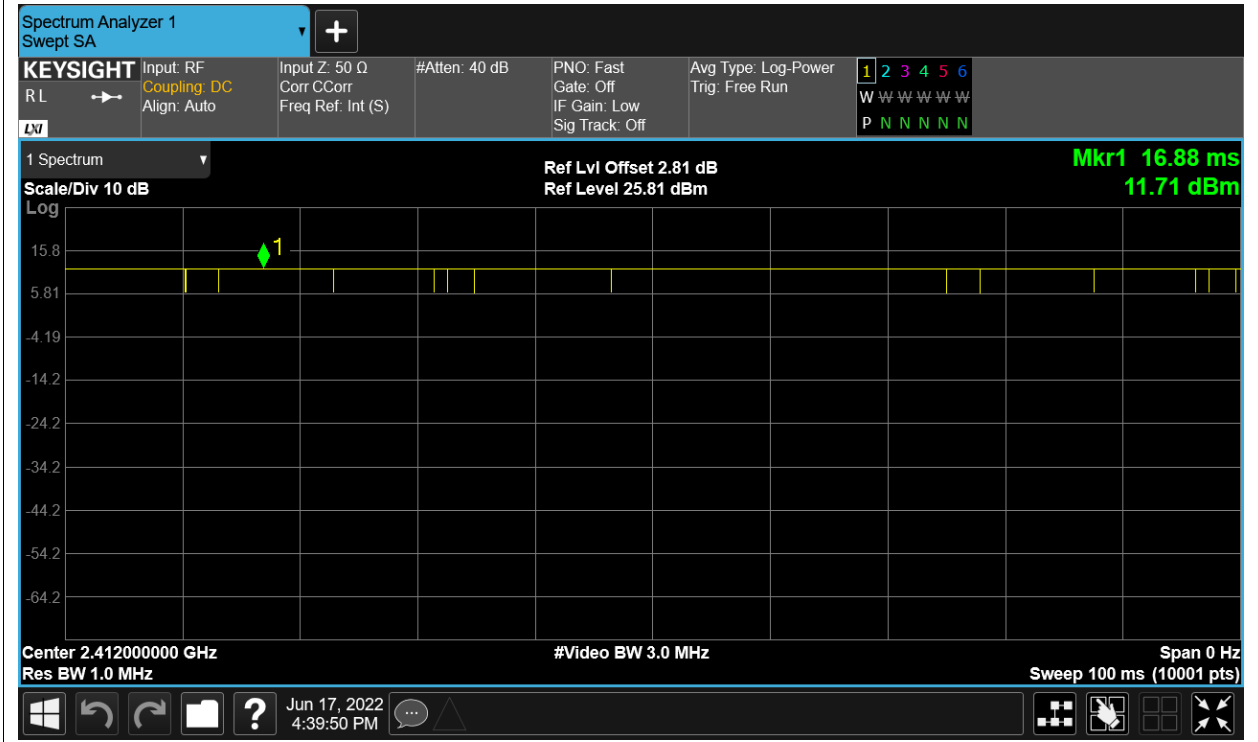 Spectrum Analyzer 1
Swept SA
+
KEYSIGHT
RL
LXI
Input: RF
Coupling: DC
Align: Auto
Input Z: 50 Ω
Corr CCorr
Freq Ref: Int (S)
#Atten: 40 dB
PNO: Fast
Gate: Off
IF Gain: Low
Sig Track: Off
Avg Type: Log-Power
Trig: Free Run
1 2 3 4 5 6
W W W W W W
P N N N N N
1 Spectrum
Scale/Div 10 dB
Ref Lvl Offset 2.81 dB
Ref Level 25.81 dBm
Mkr1 16.88 ms
11.71 dBm
Log
1
15.8
5.81
-4.19
-14.2
-24.2
-34.2
-44.2
-54.2
-64.2
Center 2.412000000 GHz
Res BW 1.0 MHz
#Video BW 3.0 MHz
Span 0 Hz
Sweep 100 ms (10001 pts)
?
Jun 17, 2022
4:39:50 PM